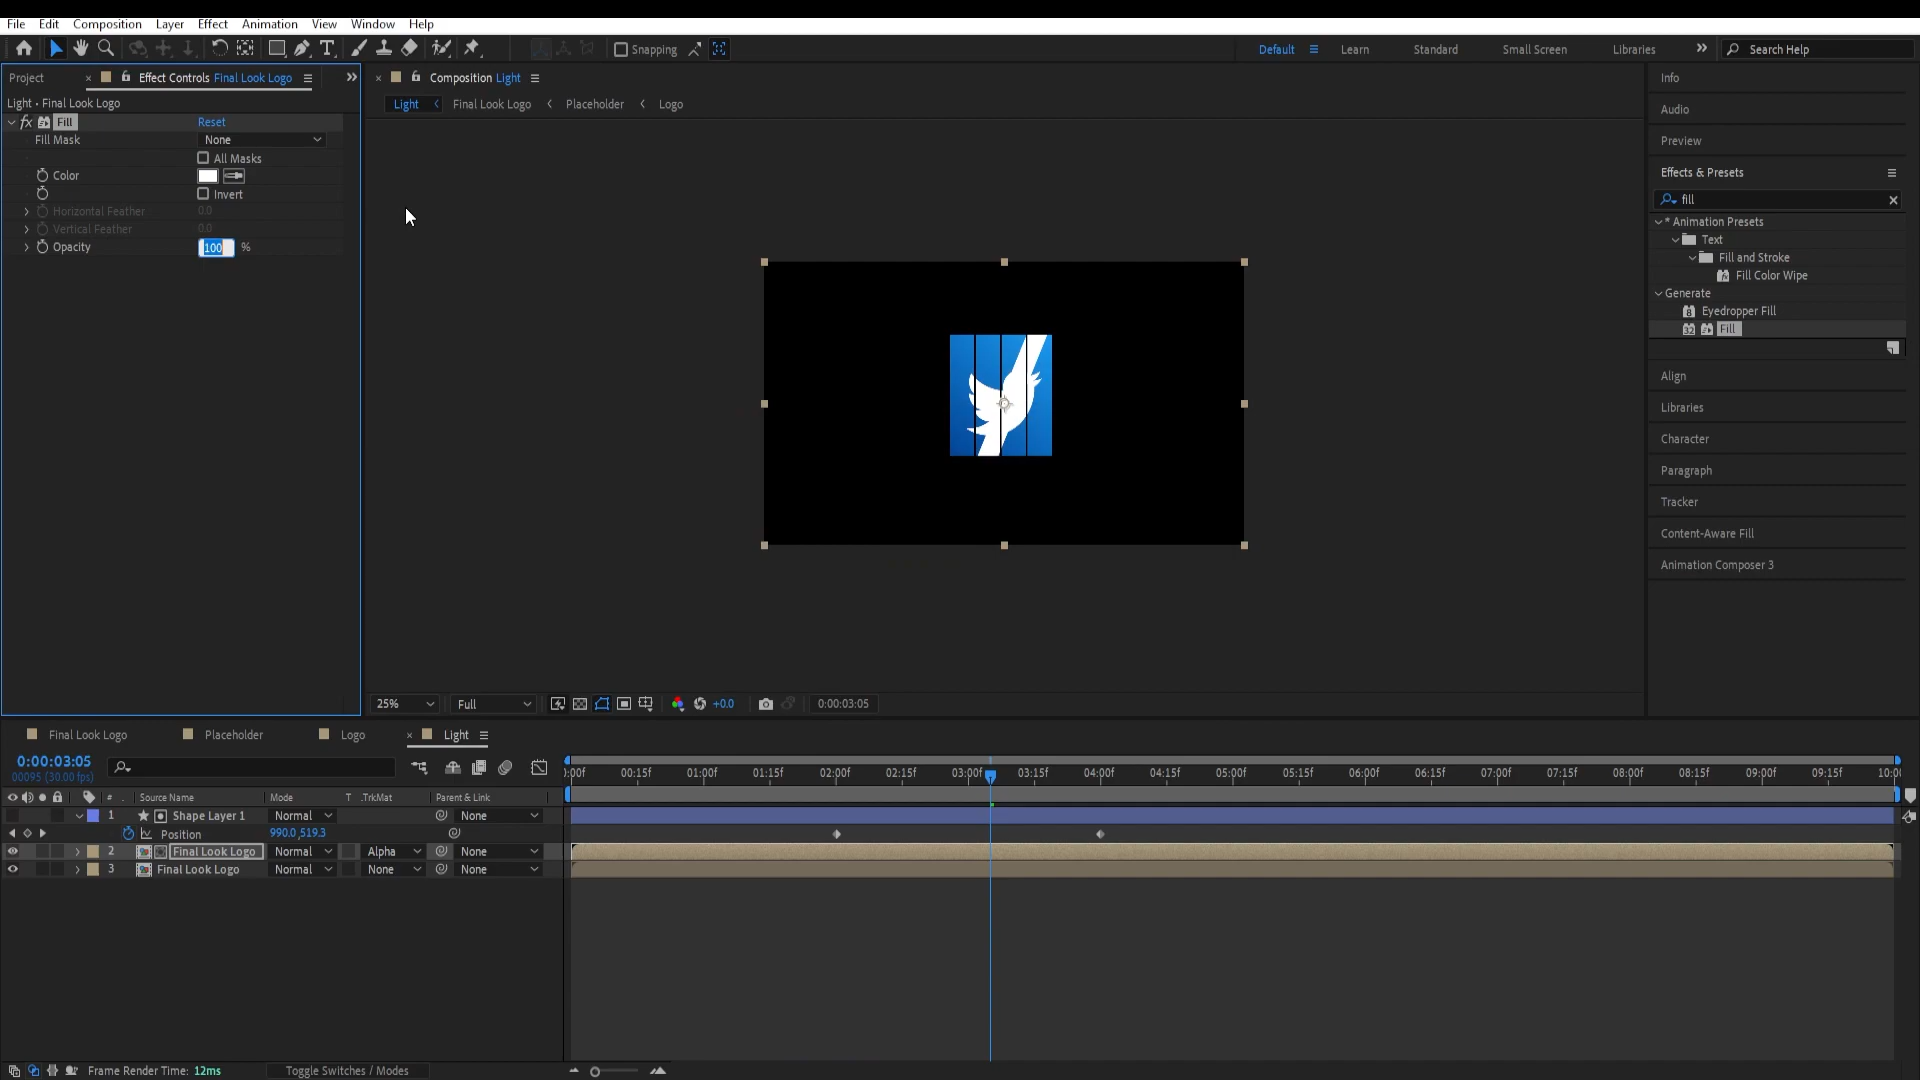 File Edit Composition Layer Effect Animation View Window Help
Snapping Default Learn Standard Small Screen Libraries Search Help
Project Effect Controls Final Look Logo
Composition Light
Light • Final Look Logo
Light Final Look Logo Placeholder Logo
fx Fill Reset
Fill Mask None
All Masks
Color
Invert
Horizontal Feather 0.0
Vertical Feather 0.0
Opacity 100 %
Info
Audio
Preview
Effects & Presets
fill
* Animation Presets
Text
Fill and Stroke
Fill Color Wipe
Generate
Eyedropper Fill
Fill
Align
Libraries
Character
Paragraph
Tracker
Content-Aware Fill
Animation Composer 3
25% Full +0.0 0:00:03:05
Final Look Logo Placeholder Logo Light
0:00:03:05
00095 (30.00 fps)
:00f 00:15f 01:00f 01:15f 02:00f 02:15f 03:00f 03:15f 04:00f 04:15f 05:00f 05:15f 06:00f 06:15f 07:00f 07:15f 08:00f 08:15f 09:00f 09:15f 10:00
# . Source Name Mode T .TrkMat Parent & Link
1 Shape Layer 1 Normal None
Position 990.0,519.3
2 Final Look Logo Normal Alpha None
3 Final Look Logo Normal None None
Frame Render Time: 12ms Toggle Switches / Modes